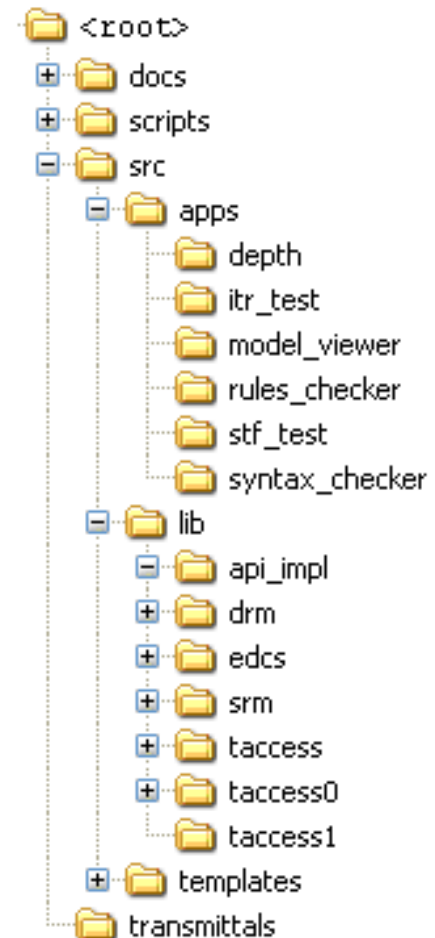 <root>
docs
scripts
src
apps
depth
itr_test
model_viewer
rules_checker
stf_test
syntax_checker
lib
api_impl
drm
edcs
srm
taccess
taccess0
taccess1
templates
transmittals